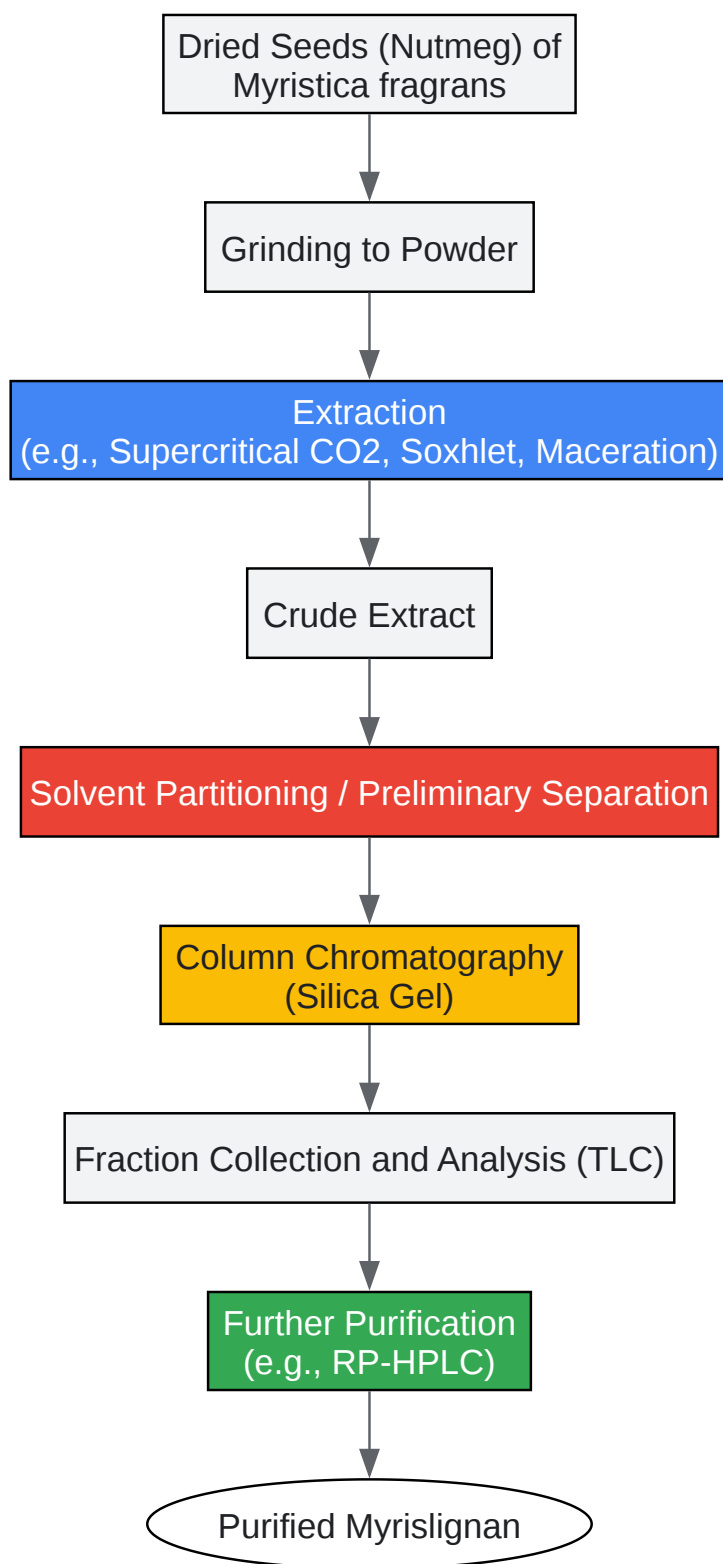 Dried Seeds (Nutmeg) of
Myristica fragrans
Grinding to Powder
Extraction
(e.g., Supercritical CO2, Soxhlet, Maceration)
Crude Extract
Solvent Partitioning / Preliminary Separation
Column Chromatography
(Silica Gel)
Fraction Collection and Analysis (TLC)
Further Purification
(e.g., RP-HPLC)
Purified Myrislignan